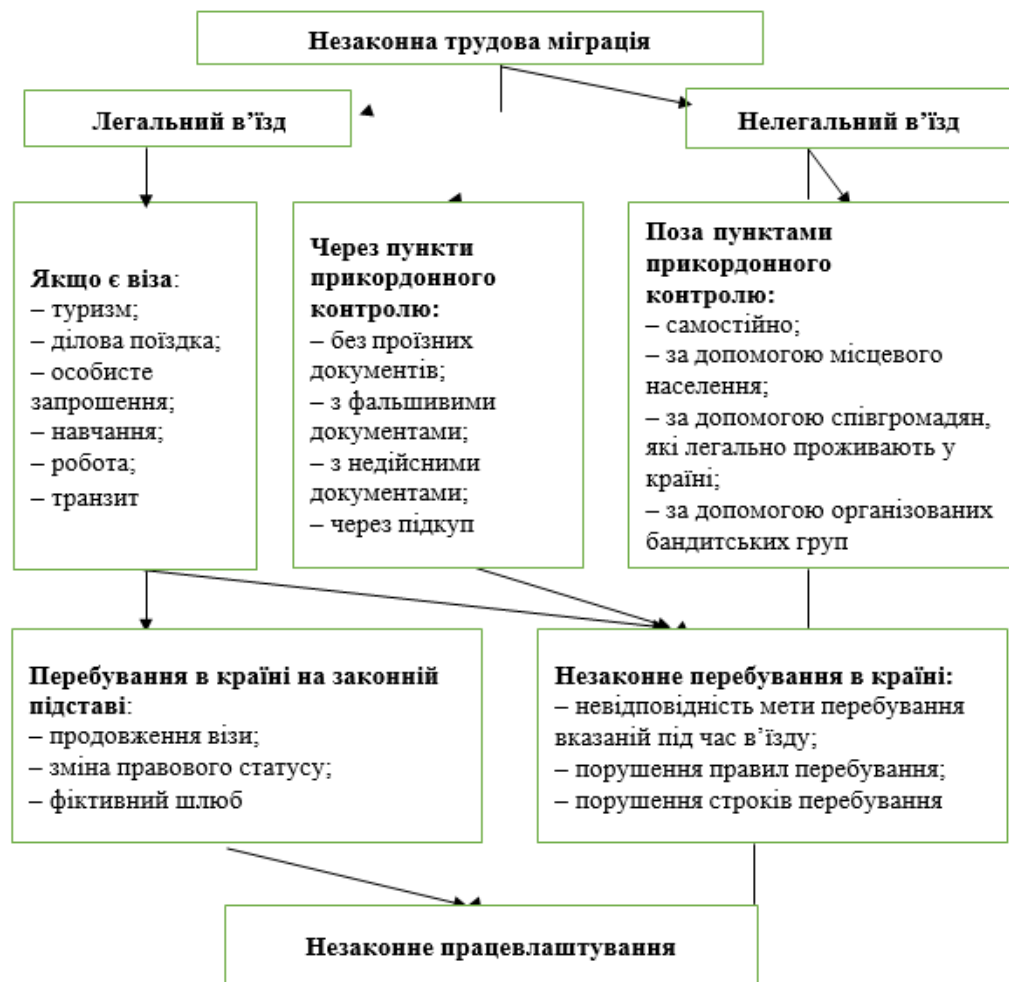 Незаконна трудова міграція
Легальний в’їзд
Нелегальний в’їзд
Якщо є віза:
– туризм;
– ділова поїздка;
– особисте
запрошення;
– навчання;
– робота;
– транзит
Через пункти
прикордонного
контролю:
– без проїзних
документів;
– з фальшивими
документами;
– з недійсними
документами;
– через підкуп
Поза пунктами
прикордонного
контролю:
– самостійно;
– за допомогою місцевого
населення;
– за допомогою співгромадян,
які легально проживають у
країні;
– за допомогою організованих
бандитських груп
Перебування в країні на законній
підставі:
– продовження візи;
– зміна правового статусу;
– фіктивний шлюб
Незаконне перебування в країні:
– невідповідність мети перебування
вказаній під час в’їзду;
– порушення правил перебування;
– порушення строків перебування
Незаконне працевлаштування